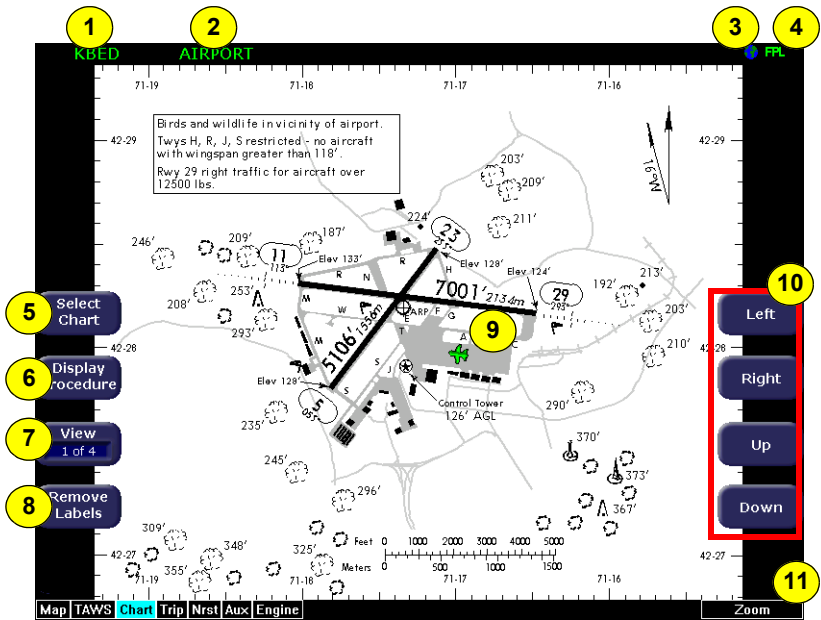 1
2
3
4
KBED
AIRPORT
FPL
71-19
71-18
71-17
71-16
42-29
42-29
Birds and wildlife in vicinity of airport.
Twys H, R, J, S restricted - no aircraft
with wingspan greater than 118'.
Rwy 29 right traffic for aircraft over
12500 lbs.
16°W
203'
209'
211'
224'
187'
209'
246'
23
11
113°
Elev 133'
Elev 128'
Elev 124'
R
N
R
H
7001' 2134m
29
293°
192'
213'
203'
210'
208'
253'
293'
M
W
A
ARP
F
E
G
T
A
C
M
5106' 1556m
S
J
S
Elev 128'
5
053°
Control Tower
126' AGL
290'
235'
245'
296'
370'
373'
367'
309'
348'
355'
325'
5
Select
Chart
6
Display
rocedure
7
View
1 of 4
8
Remove
Labels
9
10
Left
Right
Up
Down
11
42-28
42-27
42-27
Feet 0 1000 2000 3000 4000 5000
Meters 0 500 1000 1500
71-19
71-18
71-17
71-16
Map TAWS Chart Trip Nrst Aux Engine
Zoom